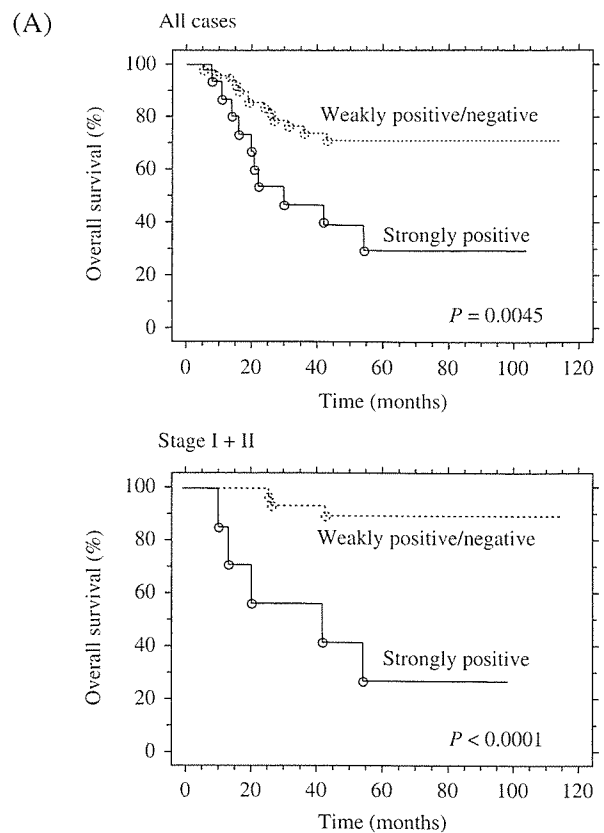 (A)
All cases
100
80
60
40
20
0
Overall survival (%)
Weakly positive/negative
Strongly positive
P = 0.0045
0 20 40 60 80 100 120
Time (months)
Stage I + II
100
80
60
40
20
0
Overall survival (%)
Weakly positive/negative
Strongly positive
P < 0.0001
0 20 40 60 80 100 120
Time (months)